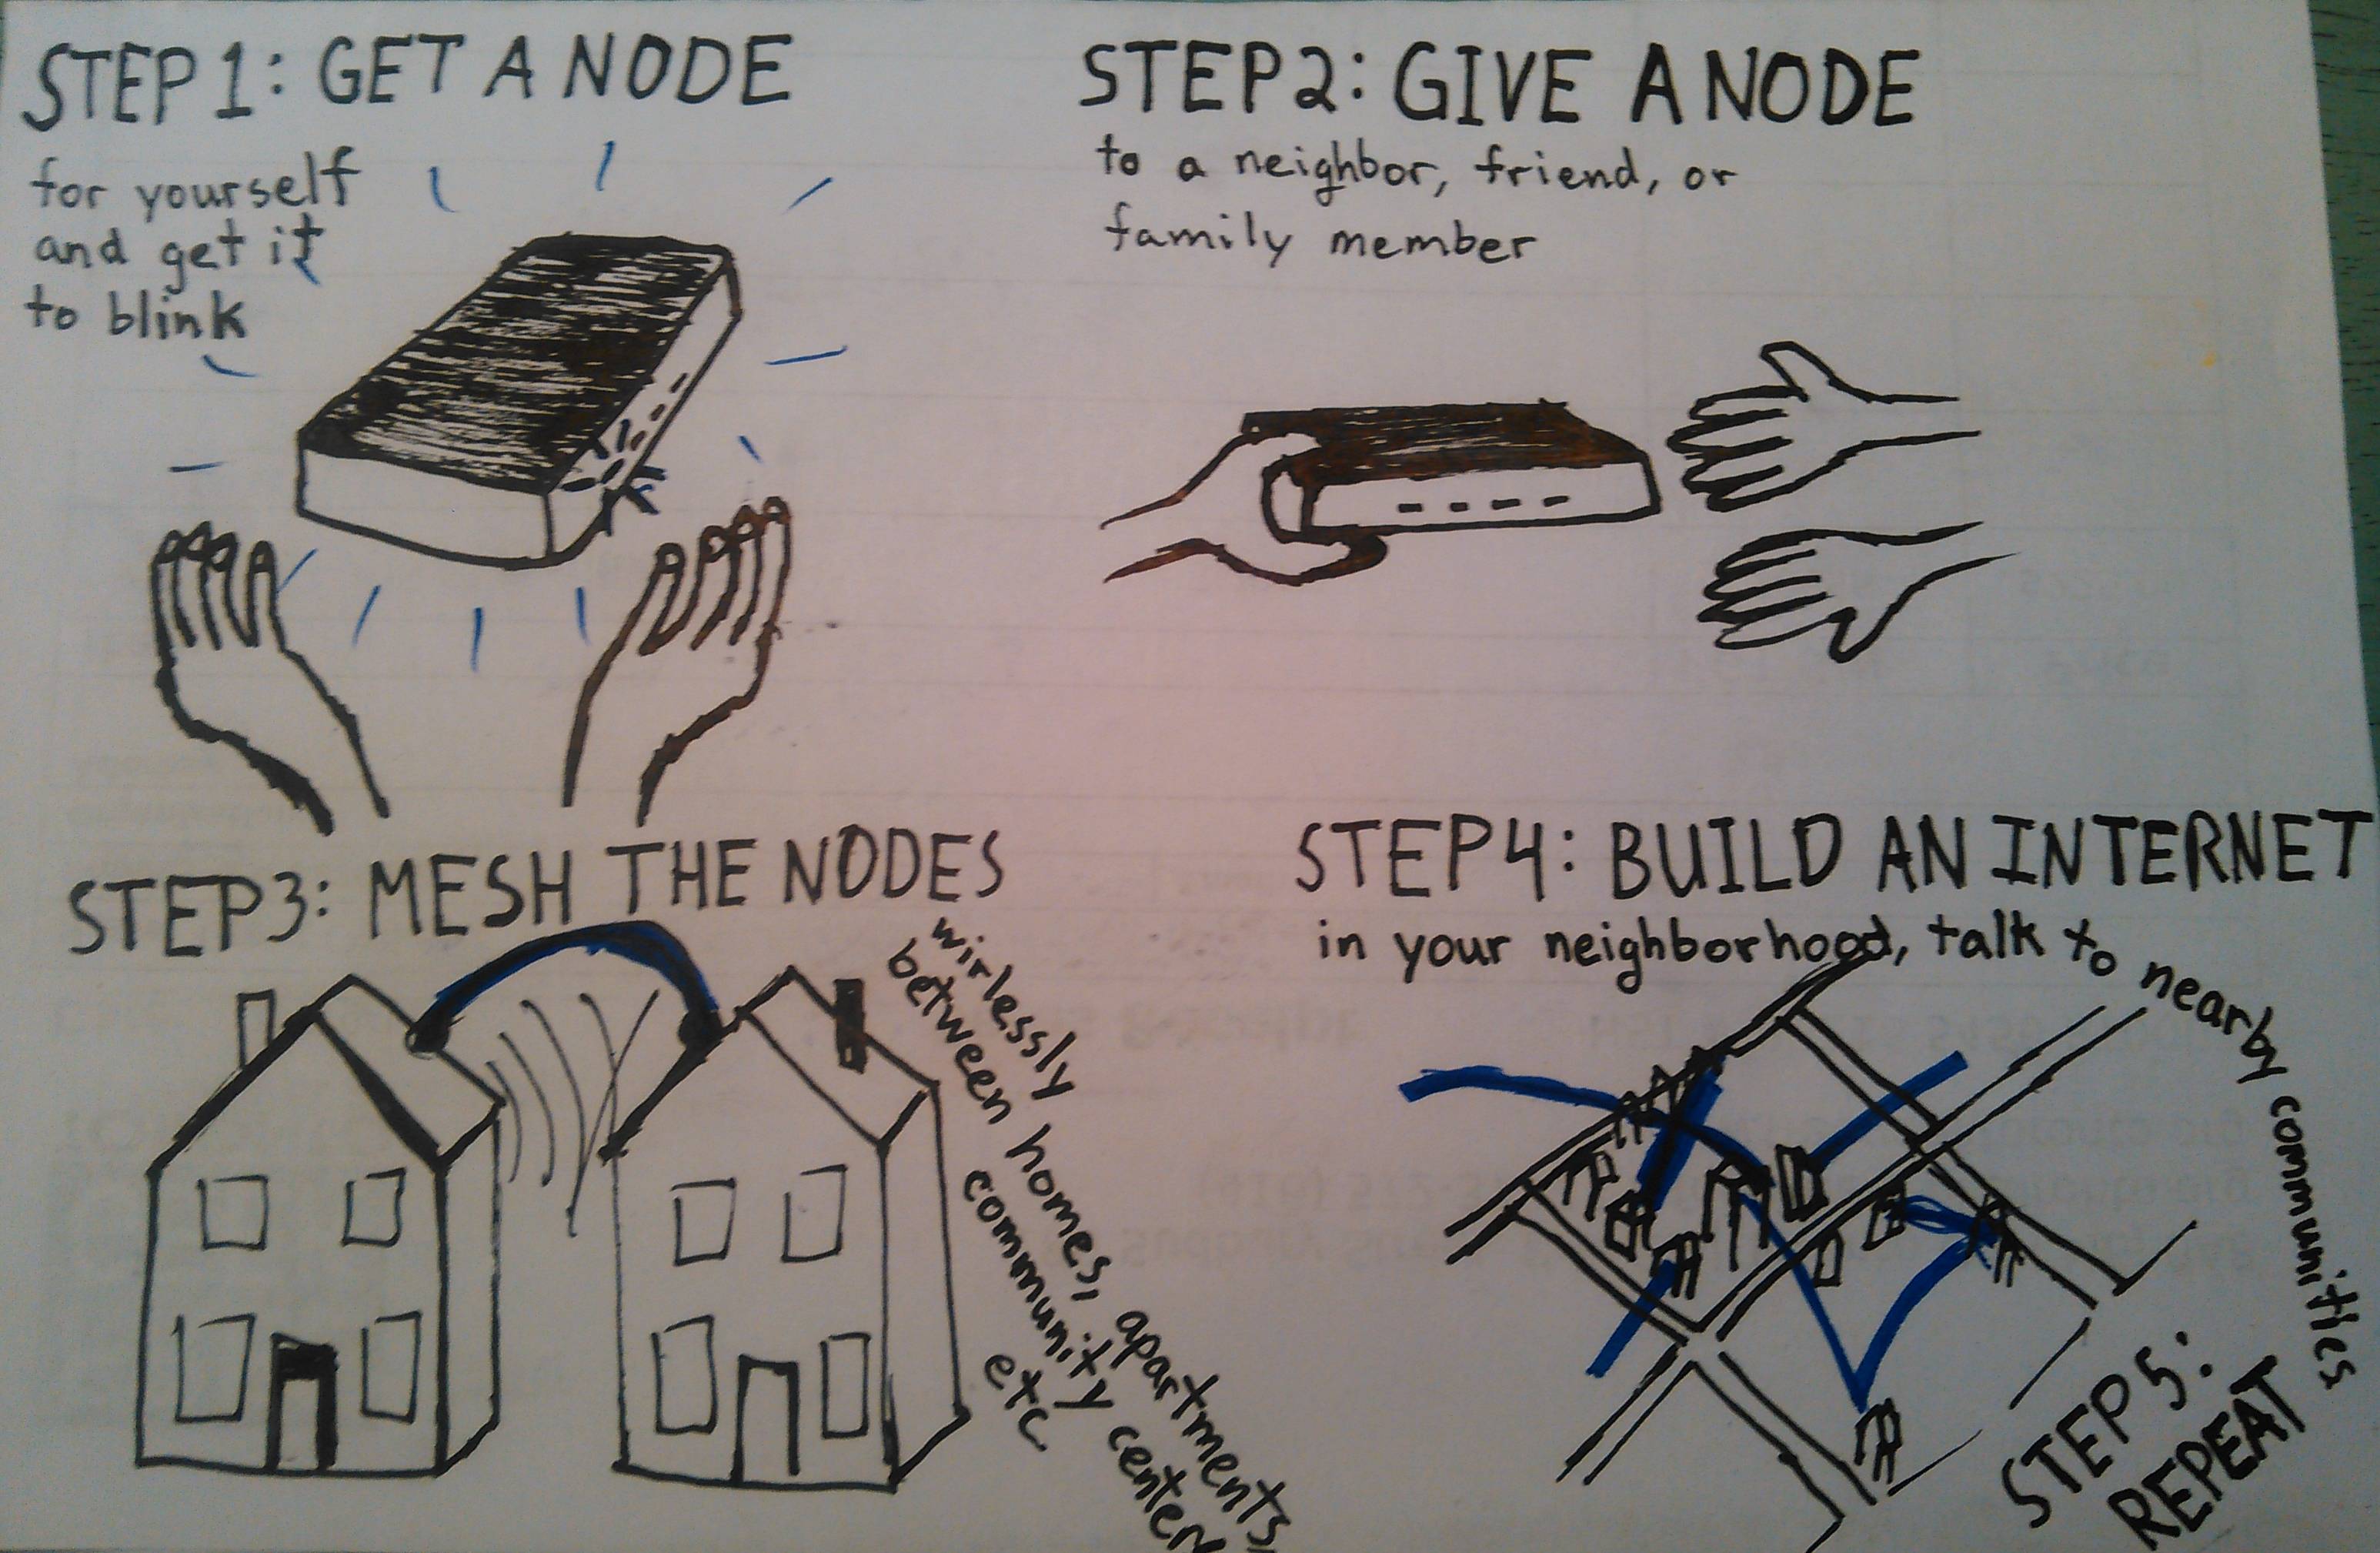 STEP 1: GET A NODE
for yourself
and get it
to blink
STEP 2: GIVE A NODE
to a neighbor, friend, or
family member
STEP 3: MESH THE NODES
wirlessly
between homes, apartments,
community centers
etc
STEP 4: BUILD AN INTERNET
in your neighborhood, talk to nearby communities
STEP 5:
REPEAT